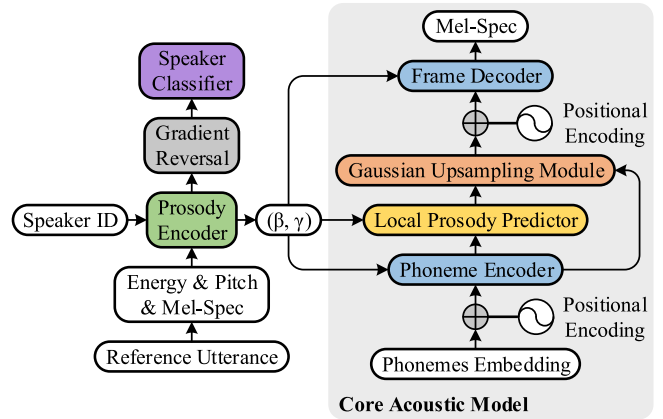 Mel-Spec
Speaker
Classifier
Frame Decoder
Positional
Encoding
Gradient
Reversal
Gaussian Upsampling Module
Speaker ID
Prosody
Encoder
(β, γ)
Local Prosody Predictor
Phoneme Encoder
Energy & Pitch
& Mel-Spec
Positional
Encoding
Reference Utterance
Phonemes Embedding
Core Acoustic Model